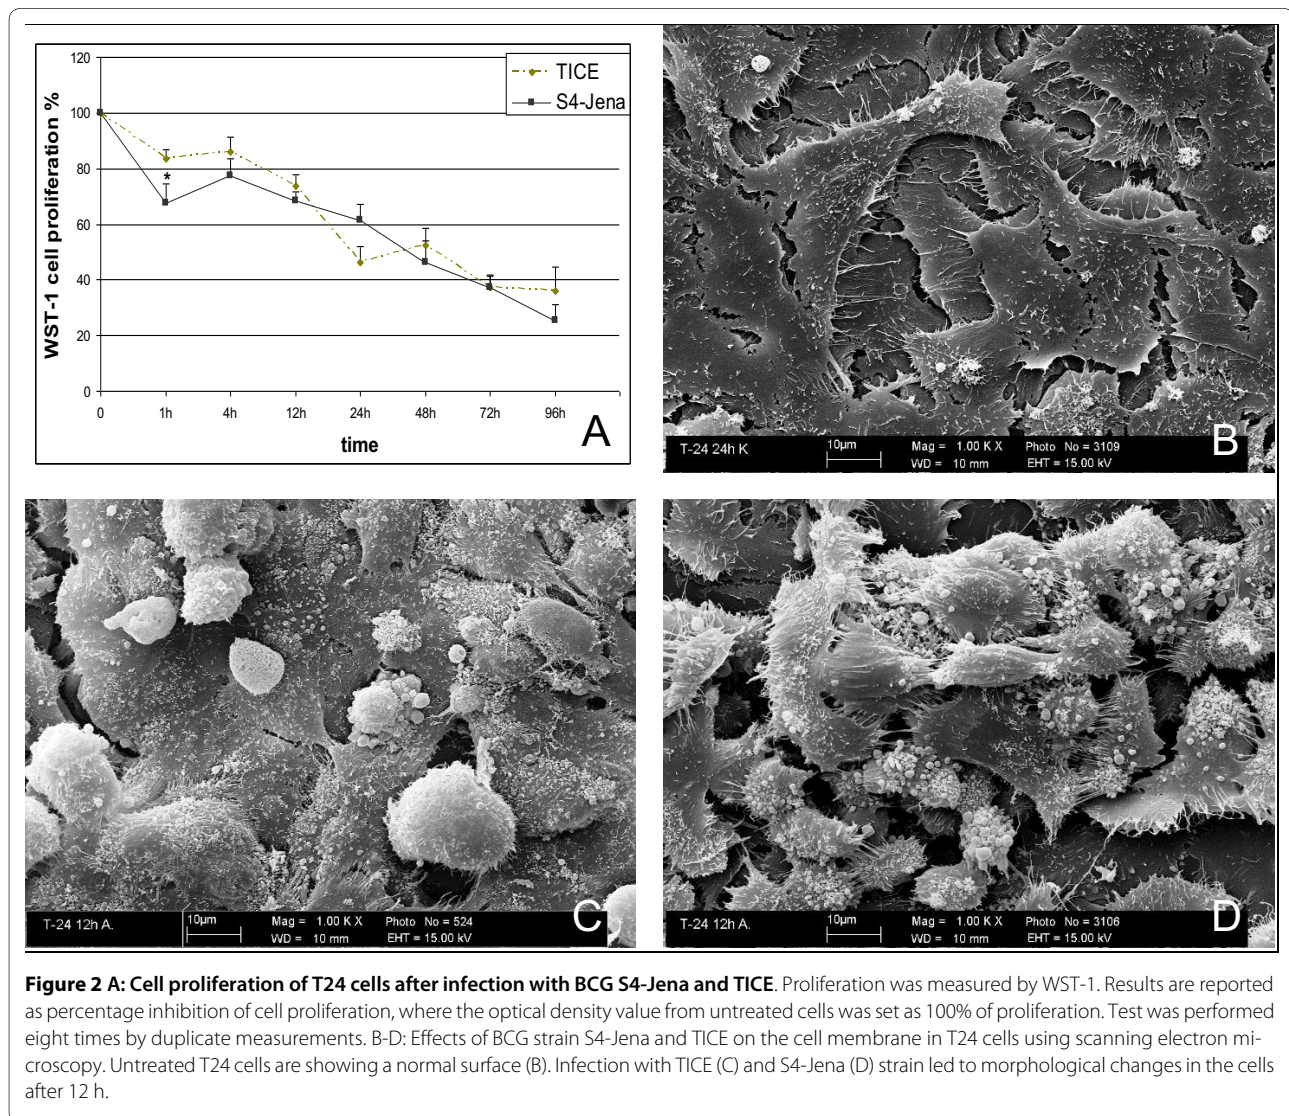 120
100
80
60
40
20
0
WST-1 cell proliferation %
TICE
S4-Jena
*
0 1h 4h 12h 24h 48h 72h 96h
time
A
B
T-24 24h K 10µm Mag = 1.00 K X Photo No = 3109
WD = 10 mm EHT = 15.00 kV
C
T-24 12h A. 10µm Mag = 1.00 K X Photo No = 524
WD = 10 mm EHT = 15.00 kV
D
T-24 12h A. 10µm Mag = 1.00 K X Photo No = 3106
WD = 10 mm EHT = 15.00 kV
Figure 2 A: Cell proliferation of T24 cells after infection with BCG S4-Jena and TICE. Proliferation was measured by WST-1. Results are reported
as percentage inhibition of cell proliferation, where the optical density value from untreated cells was set as 100% of proliferation. Test was performed
eight times by duplicate measurements. B-D: Effects of BCG strain S4-Jena and TICE on the cell membrane in T24 cells using scanning electron mi-
croscopy. Untreated T24 cells are showing a normal surface (B). Infection with TICE (C) and S4-Jena (D) strain led to morphological changes in the cells
after 12 h.